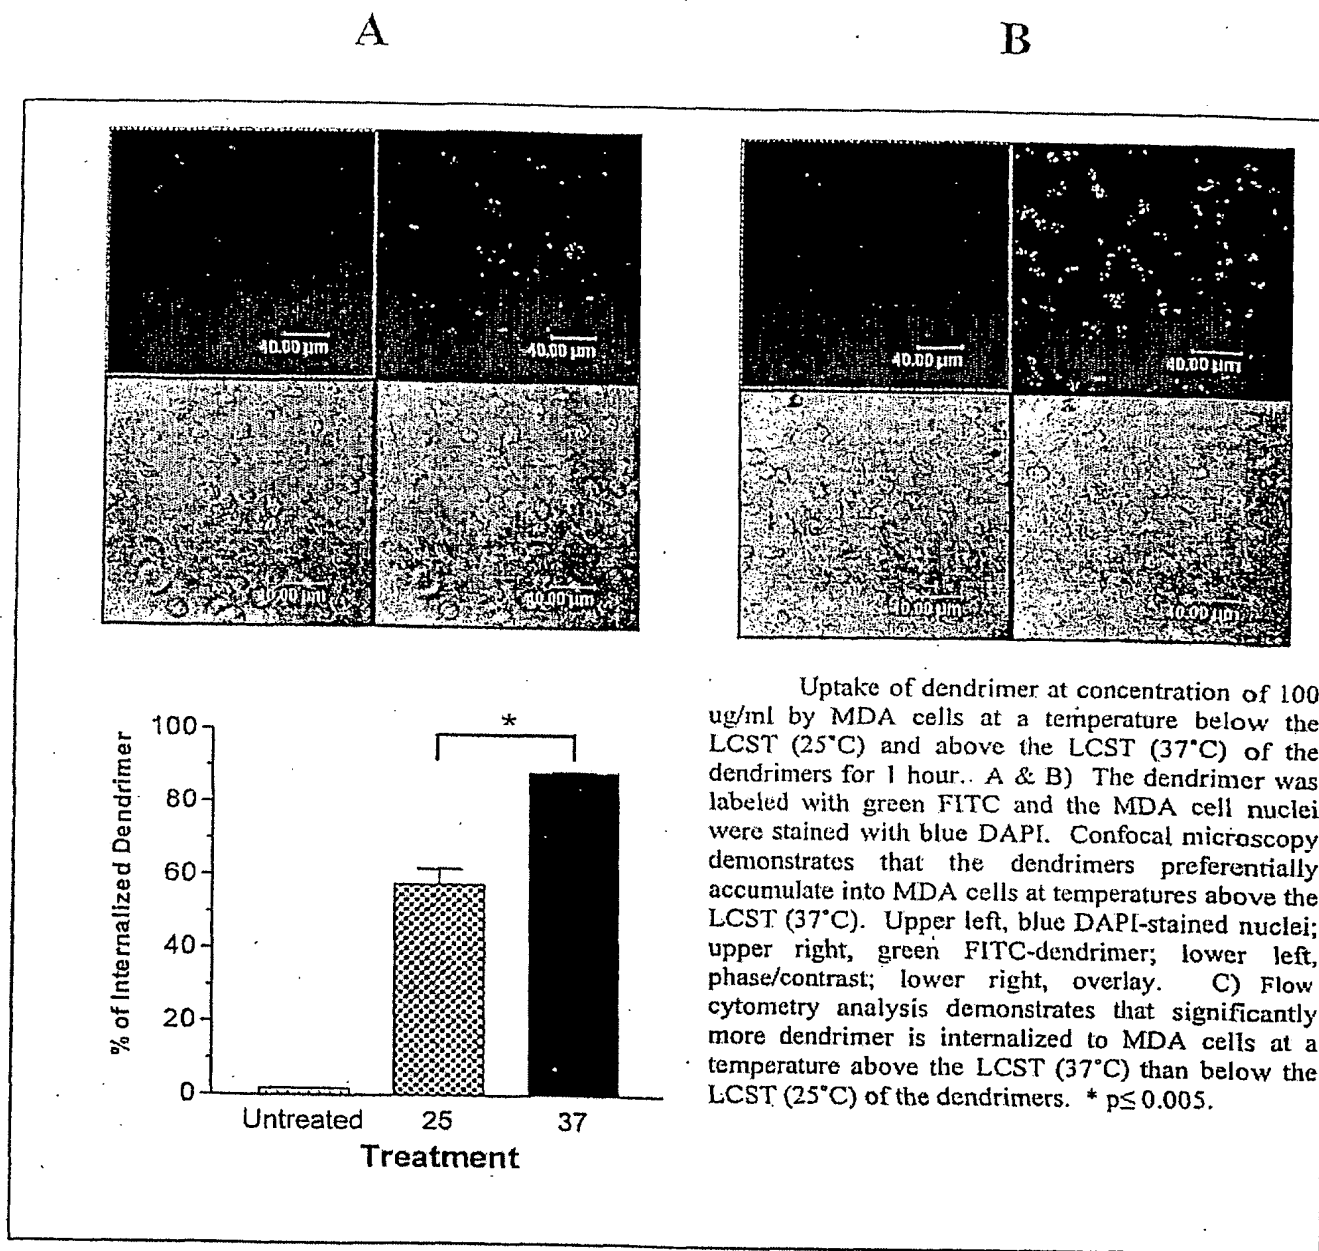 A
B
40.00 µm
40.00 µm
40.00 µm
40.00 µm
40.00 µm
40.00 µm
40.00 µm
40.00 µm
% of Internalized Dendrimer
100
80
60
40
20
0
*
Untreated 25 37
Treatment
Uptake of dendrimer at concentration of 100
ug/ml by MDA cells at a temperature below the
LCST (25°C) and above the LCST (37°C) of the
dendrimers for 1 hour.. A & B) The dendrimer was
labeled with green FITC and the MDA cell nuclei
were stained with blue DAPI. Confocal microscopy
demonstrates that the dendrimers preferentially
accumulate into MDA cells at temperatures above the
LCST (37°C). Upper left, blue DAPI-stained nuclei;
upper right, green FITC-dendrimer; lower left,
phase/contrast; lower right, overlay. C) Flow
cytometry analysis demonstrates that significantly
more dendrimer is internalized to MDA cells at a
temperature above the LCST (37°C) than below the
LCST (25°C) of the dendrimers. * p≤ 0.005.